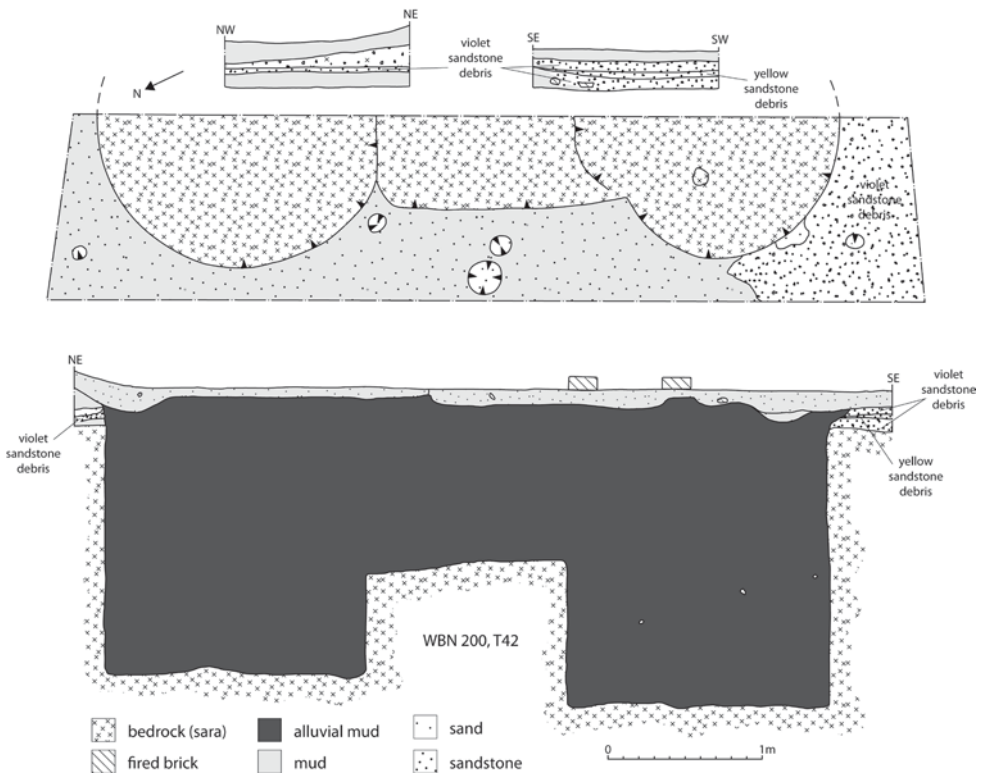 NW
NE
violet
sandstone
debris
SE
SW
yellow
sandstone
debris
N
violet
sandstone
debris
NE
SE
violet
sandstone
debris
violet
sandstone
debris
yellow
sandstone
debris
WBN 200, T42
bedrock (sara)
alluvial mud
sand
fired brick
mud
sandstone
0
1m